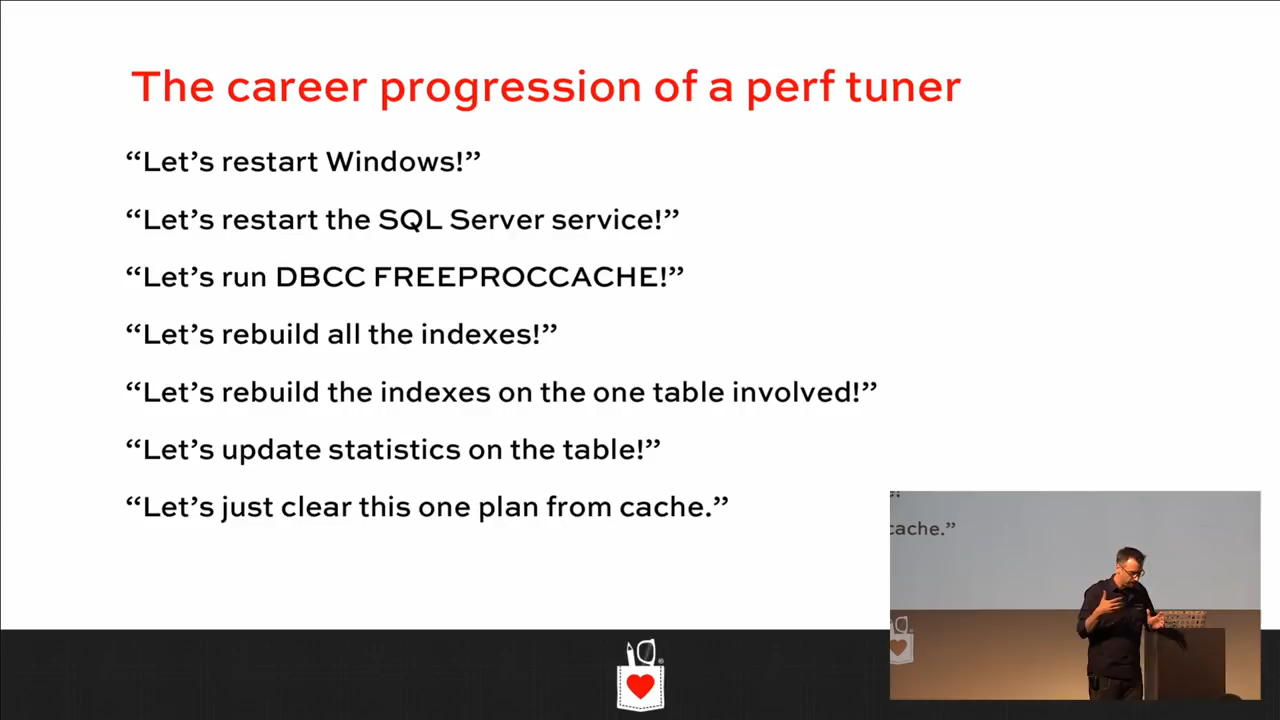 The career progression of a perf tuner
“Let’s restart Windows!”
“Let’s restart the SQL Server service!”
“Let’s run DBCC FREEPROCCACHE!”
“Let’s rebuild all the indexes!”
“Let’s rebuild the indexes on the one table involved!”
“Let’s update statistics on the table!”
“Let’s just clear this one plan from cache.”
cache.”
®